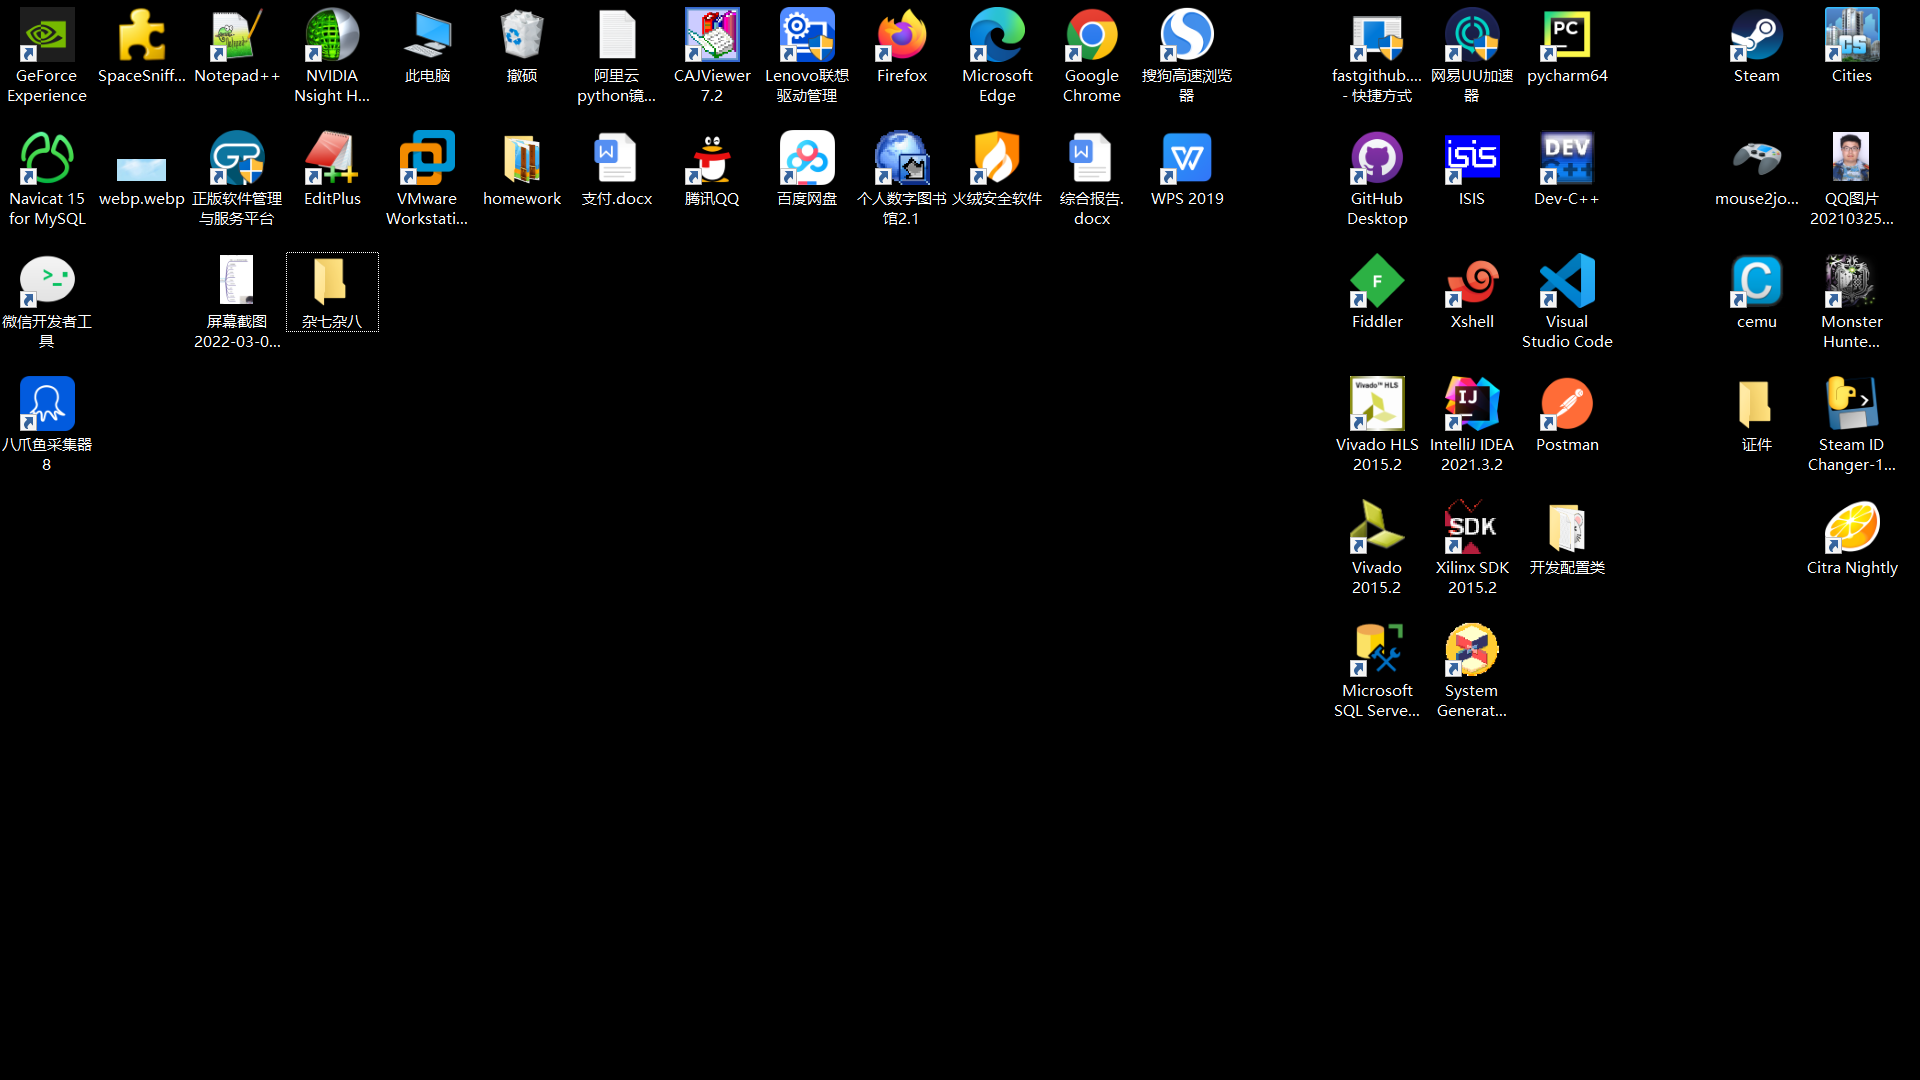 GeForce
Experience
SpaceSniff...
Notepad++
NVIDIA
Nsight H...
此电脑
撤硕
阿里云
python镜...
CAJViewer
7.2
Lenovo联想
驱动管理
Firefox
Microsoft
Edge
Google
Chrome
搜狗高速浏览
器
fastgithub....
- 快捷方式
网易UU加速
器
PC
pycharm64
Steam
CS
Cities
Navicat 15
for MySQL
webp.webp
正版软件管理
与服务平台
EditPlus
VMware
Workstati...
homework
W
支付.docx
腾讯QQ
百度网盘
个人数字图书
馆2.1
火绒安全软件
W
综合报告.
docx
W
WPS 2019
GitHub
Desktop
isis
ISIS
DEV
C++
Dev-C++
mouse2jo...
QQ图片
20210325...
微信开发者工
具
屏幕截图
2022-03-0...
杂七杂八
F
Fiddler
Xshell
Visual
Studio Code
C
cemu
Monster
Hunte...
八爪鱼采集器
8
Vivado™ HLS
Vivado HLS
2015.2
IJ
IntelliJ IDEA
2021.3.2
Postman
证件
Steam ID
Changer-1...
Vivado
2015.2
SDK
Xilinx SDK
2015.2
开发配置类
Citra Nightly
Microsoft
SQL Serve...
System
Generat...